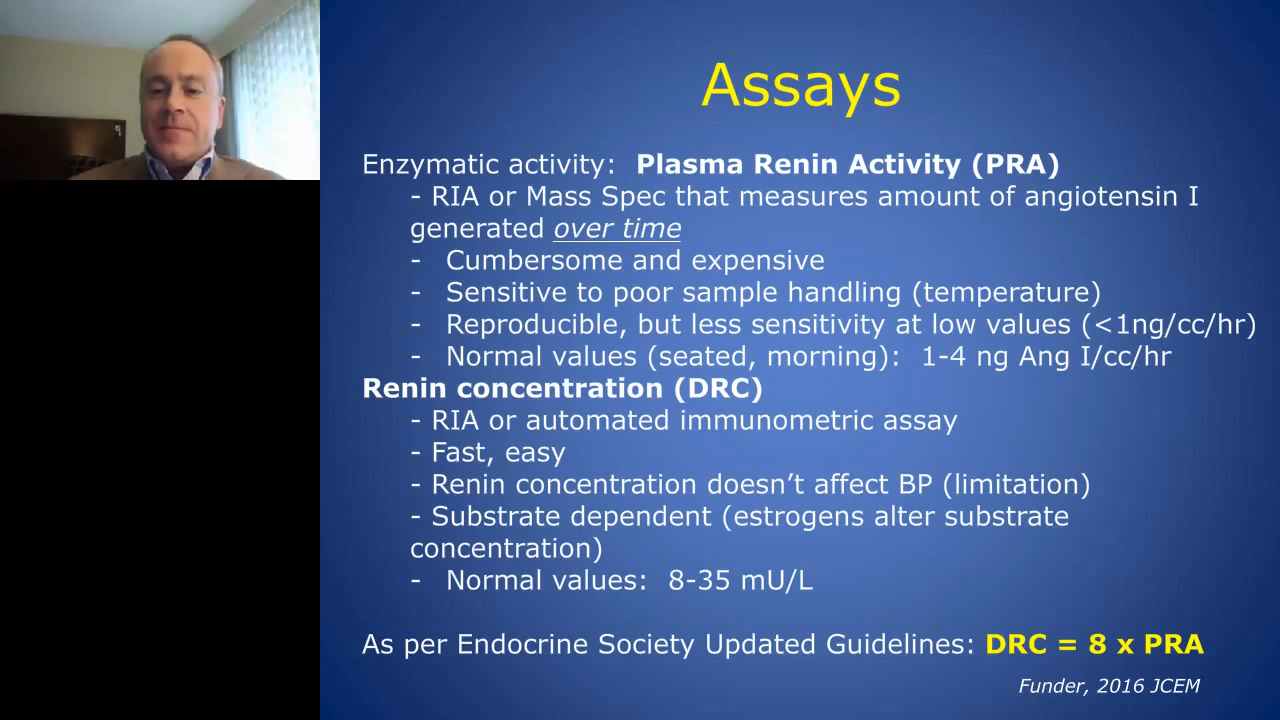 Assays
Enzymatic activity: Plasma Renin Activity (PRA)
- RIA or Mass Spec that measures amount of angiotensin I
generated over time
- Cumbersome and expensive
- Sensitive to poor sample handling (temperature)
- Reproducible, but less sensitivity at low values (<1ng/cc/hr)
- Normal values (seated, morning): 1-4 ng Ang I/cc/hr
Renin concentration (DRC)
- RIA or automated immunometric assay
- Fast, easy
- Renin concentration doesn’t affect BP (limitation)
- Substrate dependent (estrogens alter substrate
concentration)
- Normal values: 8-35 mU/L
As per Endocrine Society Updated Guidelines: DRC = 8 x PRA
Funder, 2016 JCEM